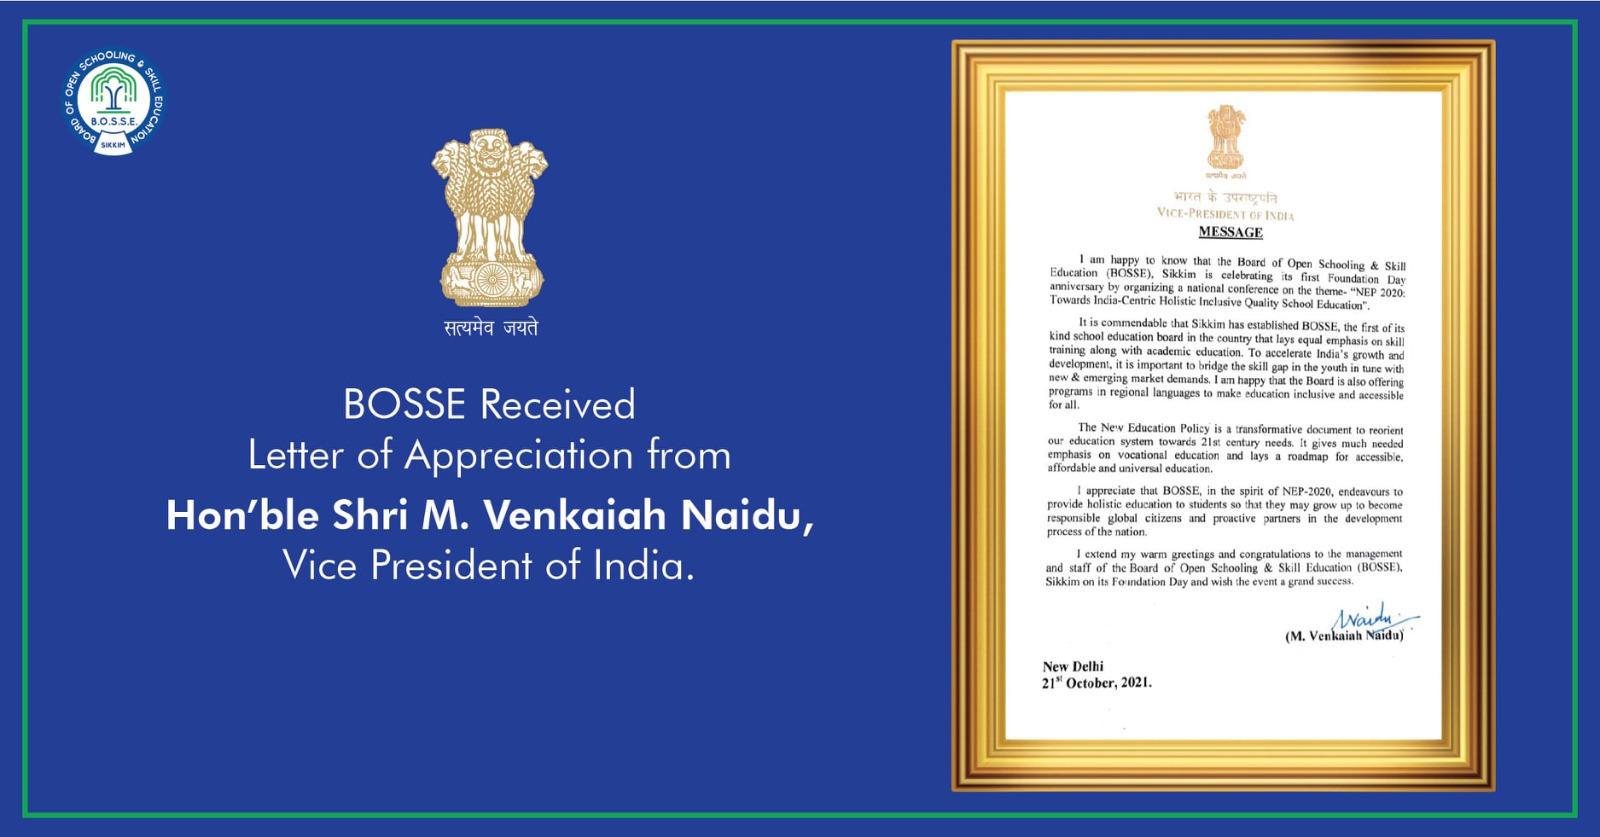 BOARD OF OPEN SCHOOLING & SKILL EDUCATION
B.O.S.S.E.
SIKKIM
सत्यमेव जयते
BOSSE Received
Letter of Appreciation from
Hon’ble Shri M. Venkaiah Naidu,
Vice President of India.
सत्यमेव जयते
भारत के उपराष्ट्रपति
VICE-PRESIDENT OF INDIA
MESSAGE
I am happy to know that the Board of Open Schooling & Skill
Education (BOSSE), Sikkim is celebrating its first Foundation Day
anniversary by organizing a national conference on the theme- “NEP 2020:
Towards India-Centric Holistic Inclusive Quality School Education”.
It is commendable that Sikkim has established BOSSE, the first of its
kind school education board in the country that lays equal emphasis on skill
training along with academic education. To accelerate India’s growth and
development, it is important to bridge the skill gap in the youth in tune with
new & emerging market demands. I am happy that the Board is also offering
programs in regional languages to make education inclusive and accessible
for all.
The New Education Policy is a transformative document to reorient
our education system towards 21st century needs. It gives much needed
emphasis on vocational education and lays a roadmap for accessible,
affordable and universal education.
I appreciate that BOSSE, in the spirit of NEP-2020, endeavours to
provide holistic education to students so that they may grow up to become
responsible global citizens and proactive partners in the development
process of the nation.
I extend my warm greetings and congratulations to the management
and staff of the Board of Open Schooling & Skill Education (BOSSE),
Sikkim on its Foundation Day and wish the event a grand success.
Naidu
(M. Venkaiah Naidu)
New Delhi
21st October, 2021.